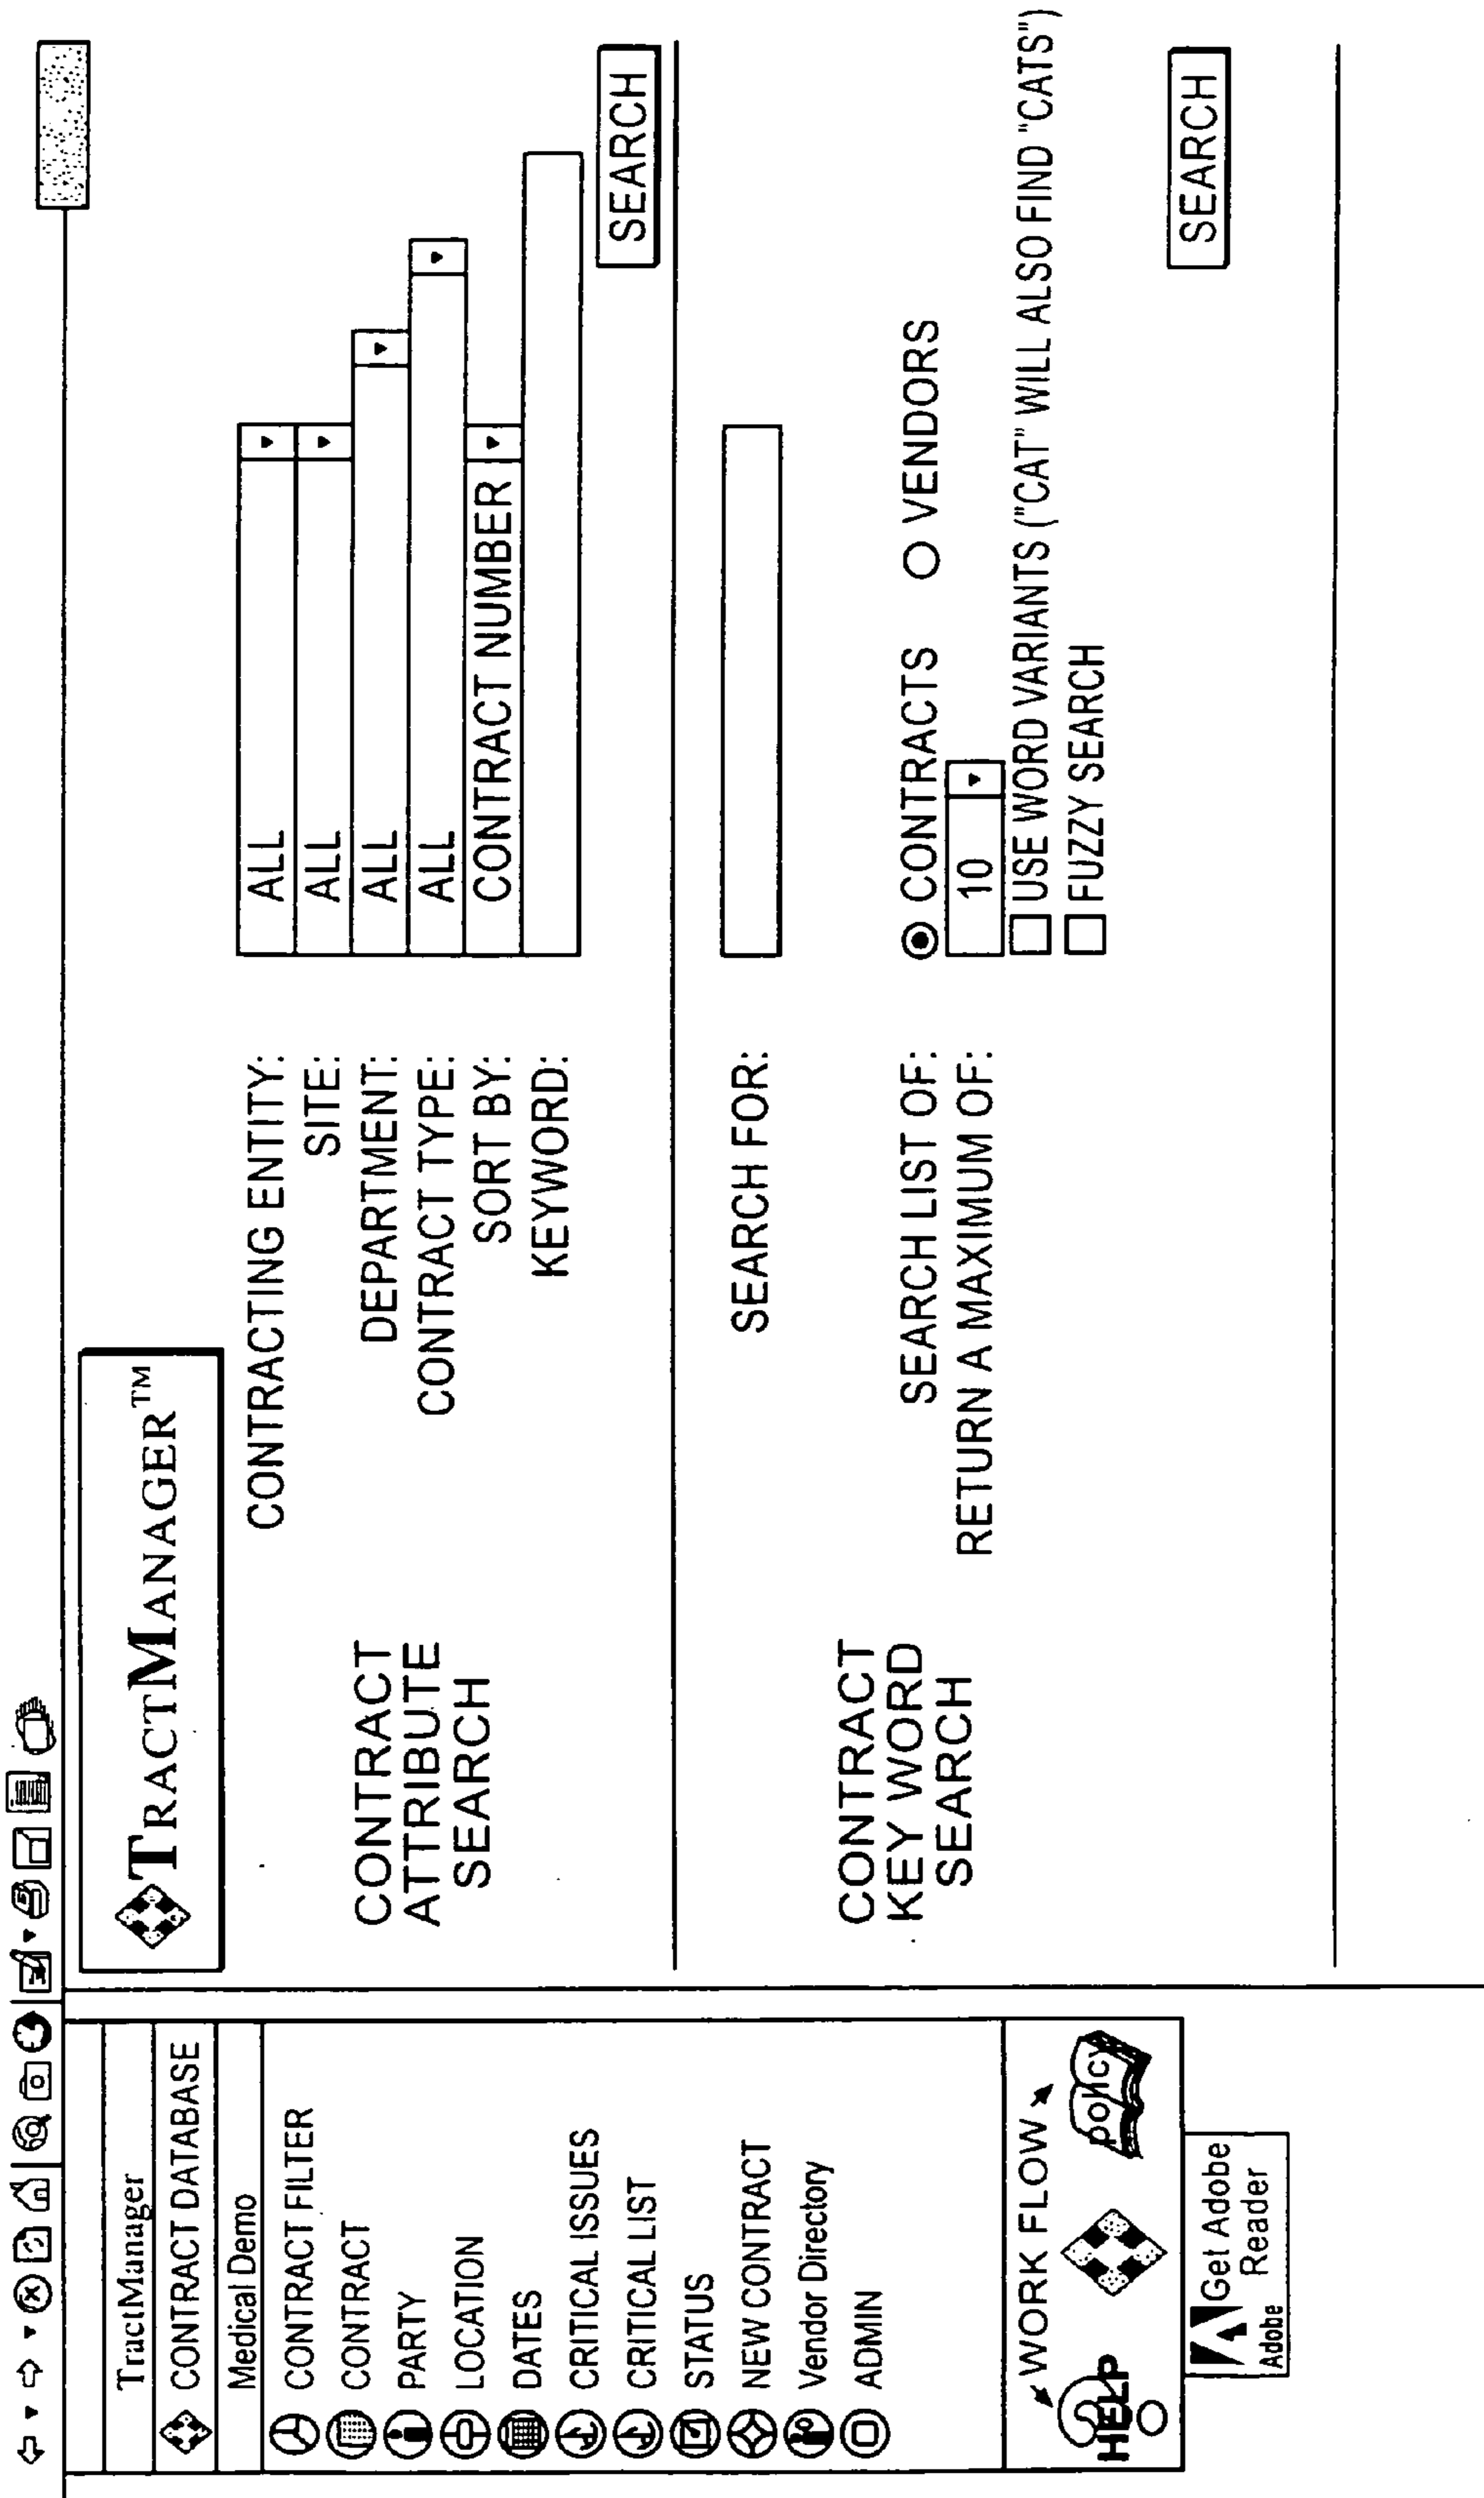 TractManager
CONTRACT DATABASE
Medical Demo
CONTRACT FILTER
CONTRACT
PARTY
LOCATION
DATES
CRITICAL ISSUES
CRITICAL LIST
STATUS
NEW CONTRACT
Vendor Directory
ADMIN
WORK FLOW
HELP
policy
Adobe
Get Adobe
Reader
TRACTMANAGER™
CONTRACT
ATTRIBUTE
SEARCH
CONTRACTING ENTITY: ALL
SITE: ALL
DEPARTMENT: ALL
CONTRACT TYPE: ALL
SORT BY: CONTRACT NUMBER
KEYWORD:
SEARCH
CONTRACT
KEY WORD
SEARCH
SEARCH FOR:
SEARCH LIST OF: CONTRACTS VENDORS
RETURN A MAXIMUM OF: 10
USE WORD VARIANTS ("CAT" WILL ALSO FIND "CATS")
FUZZY SEARCH
SEARCH